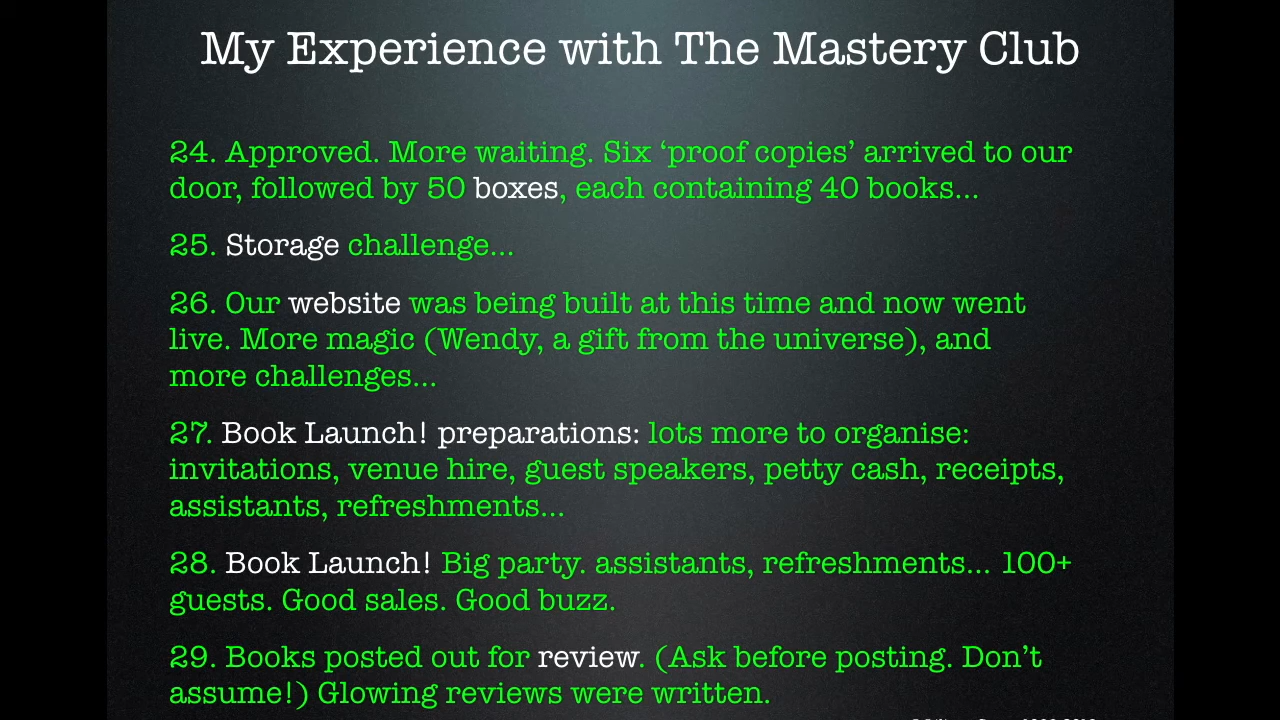 My Experience with The Mastery Club
24. Approved. More waiting. Six ‘proof copies’ arrived to our
door, followed by 50 boxes, each containing 40 books...
25. Storage challenge...
26. Our website was being built at this time and now went
live. More magic (Wendy, a gift from the universe), and
more challenges...
27. Book Launch! preparations: lots more to organise:
invitations, venue hire, guest speakers, petty cash, receipts,
assistants, refreshments...
28. Book Launch! Big party. assistants, refreshments... 100+
guests. Good sales. Good buzz.
29. Books posted out for review. (Ask before posting. Don’t
assume!) Glowing reviews were written.